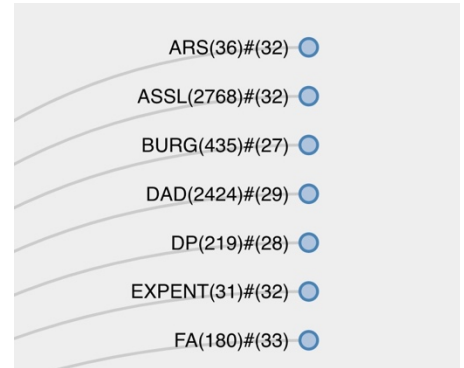 ARS(36)#(32)
ASSL(2768)#(32)
BURG(435)#(27)
DAD(2424)#(29)
DP(219)#(28)
EXPENT(31)#(32)
FA(180)#(33)